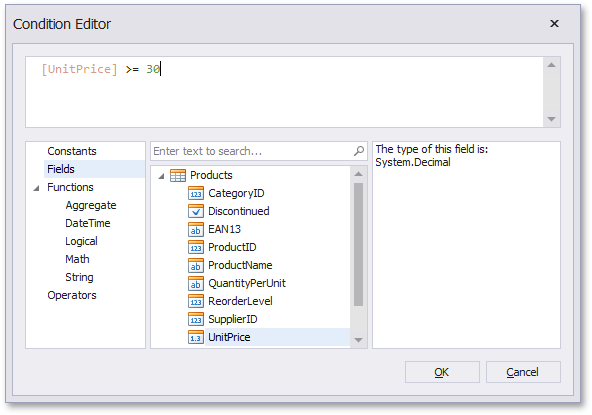 Condition Editor
[UnitPrice] >= 30
Constants
Fields
Functions
Aggregate
DateTime
Logical
Math
String
Operators
Enter text to search...
Products
123 CategoryID
Discontinued
ab EAN13
123 ProductID
ab ProductName
ab QuantityPerUnit
123 ReorderLevel
123 SupplierID
1.3 UnitPrice
The type of this field is:
System.Decimal
OK
Cancel